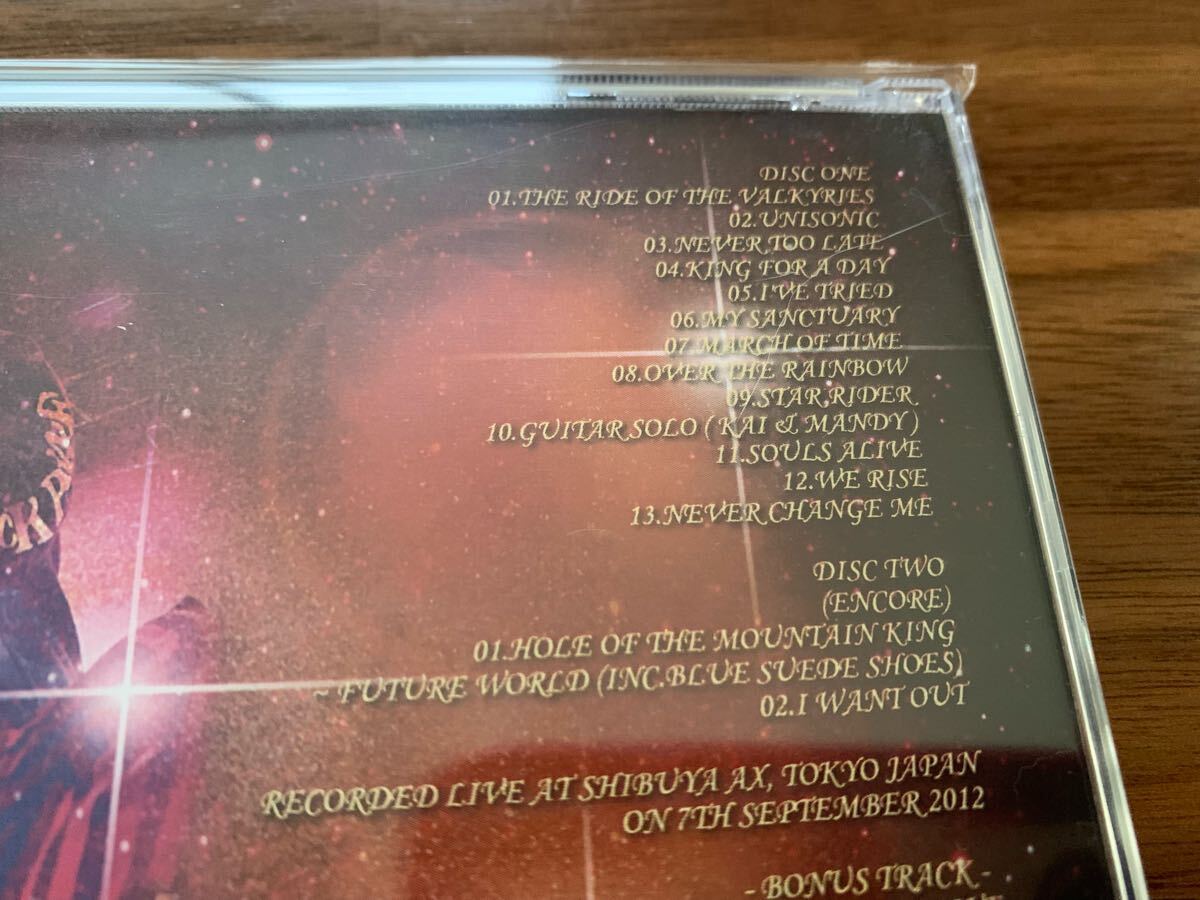 DISC ONE
01.THE RIDE OF THE VALKYRIES
02.UNISONIC
03.NEVER TOO LATE
04.KING FOR A DAY
05.I'VE TRIED
06.MY SANCTUARY
07.MARCH OF TIME
08.OVER THE RAINBOW
09.STAR RIDER
10.GUITAR SOLO ( KAI & MANDY )
11.SOULS ALIVE
12.WE RISE
13.NEVER CHANGE ME
DISC TWO
(ENCORE)
01.HOLE OF THE MOUNTAIN KING
~ FUTURE WORLD (INC.BLUE SUEDE SHOES)
02.I WANT OUT
RECORDED LIVE AT SHIBUYA AX, TOKYO JAPAN
ON 7TH SEPTEMBER 2012
- BONUS TRACK -